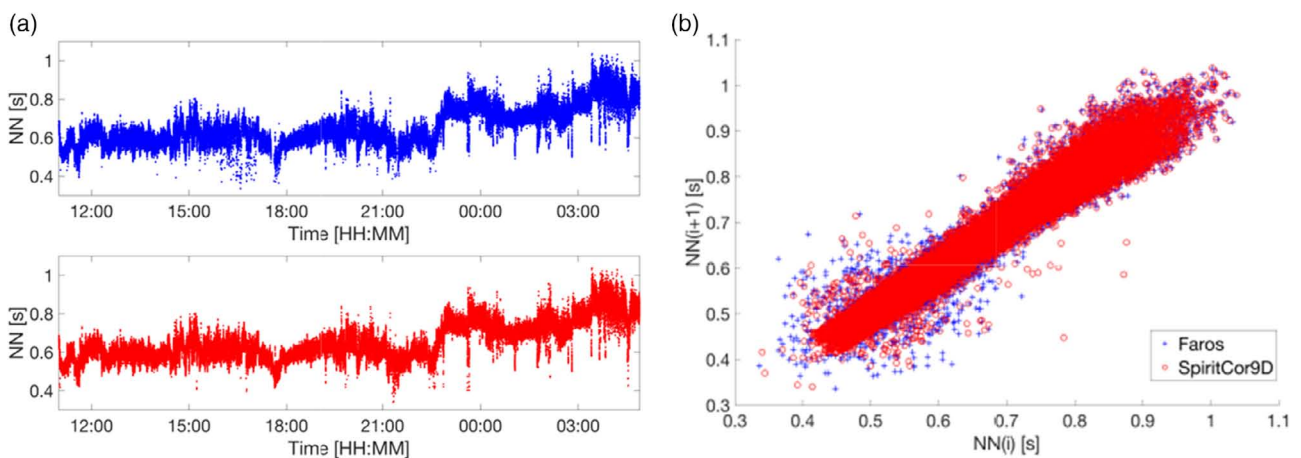 (a)
1
0.8
0.6
0.4
NN [s]
12:00 15:00 18:00 21:00 00:00 03:00
Time [HH:MM]
1
0.8
0.6
0.4
NN [s]
12:00 15:00 18:00 21:00 00:00 03:00
Time [HH:MM]
(b)
1.1
1
0.9
0.8
0.7
0.6
0.5
0.4
0.3
NN(i+1) [s]
Faros
SpiritCor9D
0.3 0.4 0.5 0.6 0.7 0.8 0.9 1 1.1
NN(i) [s]